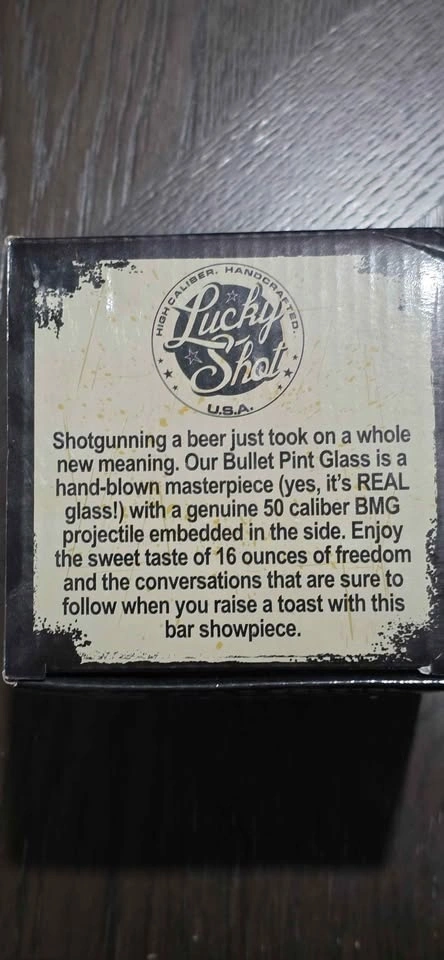 HIGH CALIBER. HANDCRAFTED.
Lucky
Shot
U.S.A.
Shotgunning a beer just took on a whole
new meaning. Our Bullet Pint Glass is a
hand-blown masterpiece (yes, it's REAL
glass!) with a genuine 50 caliber BMG
projectile embedded in the side. Enjoy
the sweet taste of 16 ounces of freedom
and the conversations that are sure to
follow when you raise a toast with this
bar showpiece.